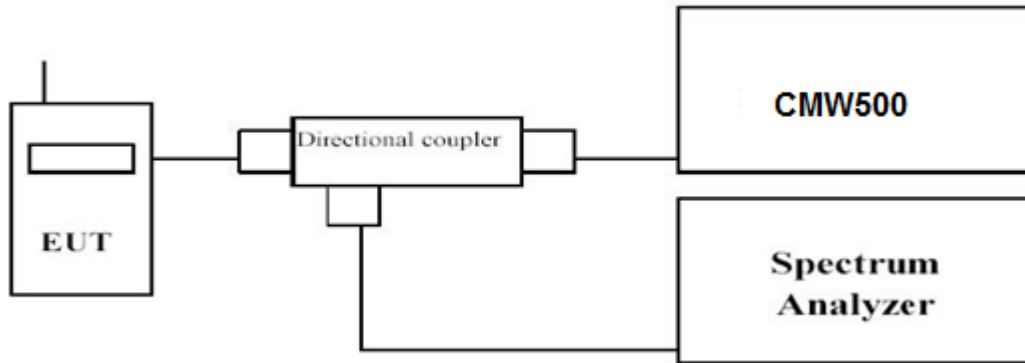 CMW500
Directional coupler
EUT
Spectrum
Analyzer